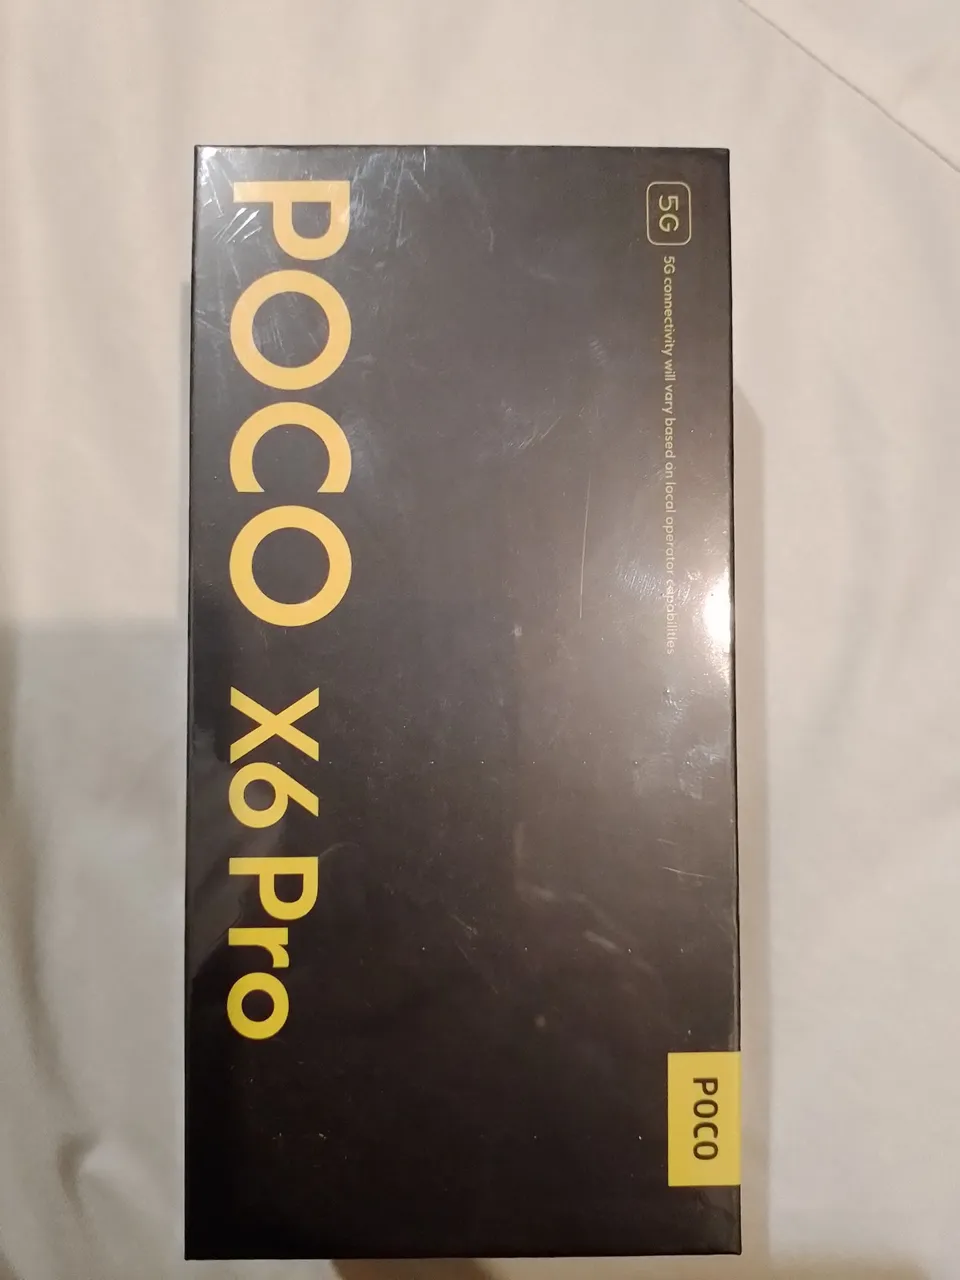 5G
5G connectivity will vary based on local operator capabilities
POCO
POCO X6 Pro